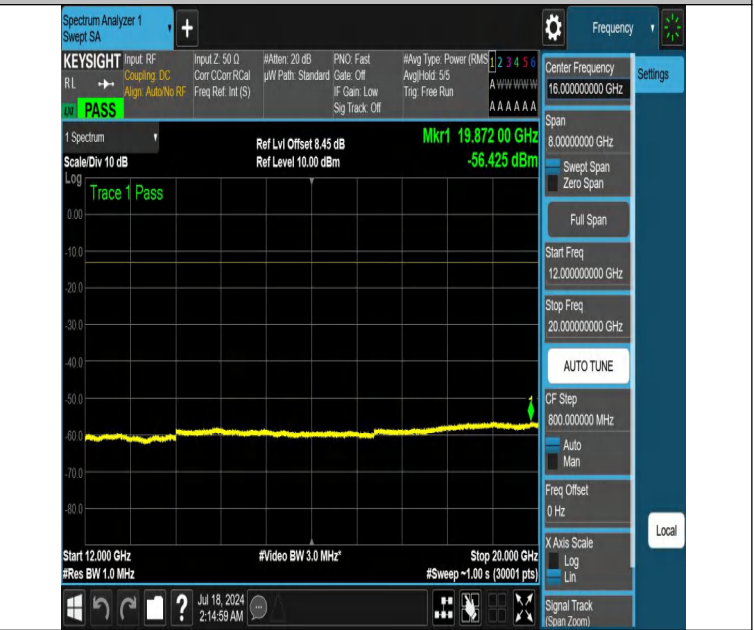 Spectrum Analyzer 1
Swept SA
+
Frequency
KEYSIGHT
RL
PASS
Input: RF
Coupling: DC
Align: Auto/No RF
Input Z: 50 Ω
Corr CCorr RCal
Freq Ref: Int (S)
#Atten: 20 dB
µW Path: Standard
PNO: Fast
Gate: Off
IF Gain: Low
Sig Track: Off
#Avg Type: Power (RMS
Avg|Hold: 5/5
Trig: Free Run
1 2 3 4 5 6
A W W W W W
A A A A A A
1 Spectrum
Scale/Div 10 dB
Ref Lvl Offset 8.45 dB
Ref Level 10.00 dBm
Mkr1 19.872 00 GHz
-56.425 dBm
Log
Trace 1 Pass
0.00
-10.0
-20.0
-30.0
-40.0
-50.0
-60.0
-70.0
-80.0
1
Start 12.000 GHz
#Res BW 1.0 MHz
#Video BW 3.0 MHz*
Stop 20.000 GHz
#Sweep ~1.00 s (30001 pts)
Jul 18, 2024
2:14:59 AM
?
Settings
Center Frequency
16.000000000 GHz
Span
8.00000000 GHz
Swept Span
Zero Span
Full Span
Start Freq
12.000000000 GHz
Stop Freq
20.000000000 GHz
AUTO TUNE
CF Step
800.000000 MHz
Auto
Man
Freq Offset
0 Hz
X Axis Scale
Log
Lin
Signal Track
(Span Zoom)
Local